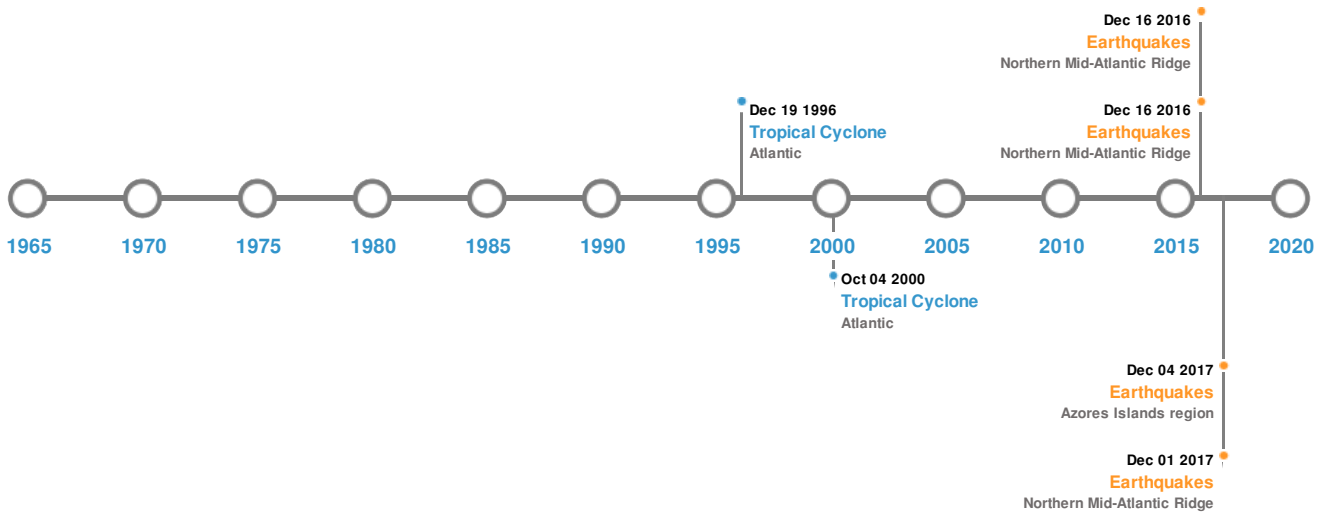 Dec 16 2016
Earthquakes
Northern Mid-Atlantic Ridge
Dec 19 1996
Tropical Cyclone
Atlantic
Dec 16 2016
Earthquakes
Northern Mid-Atlantic Ridge
1965 1970 1975 1980 1985 1990 1995 2000 2005 2010 2015 2020
Oct 04 2000
Tropical Cyclone
Atlantic
Dec 04 2017
Earthquakes
Azores Islands region
Dec 01 2017
Earthquakes
Northern Mid-Atlantic Ridge